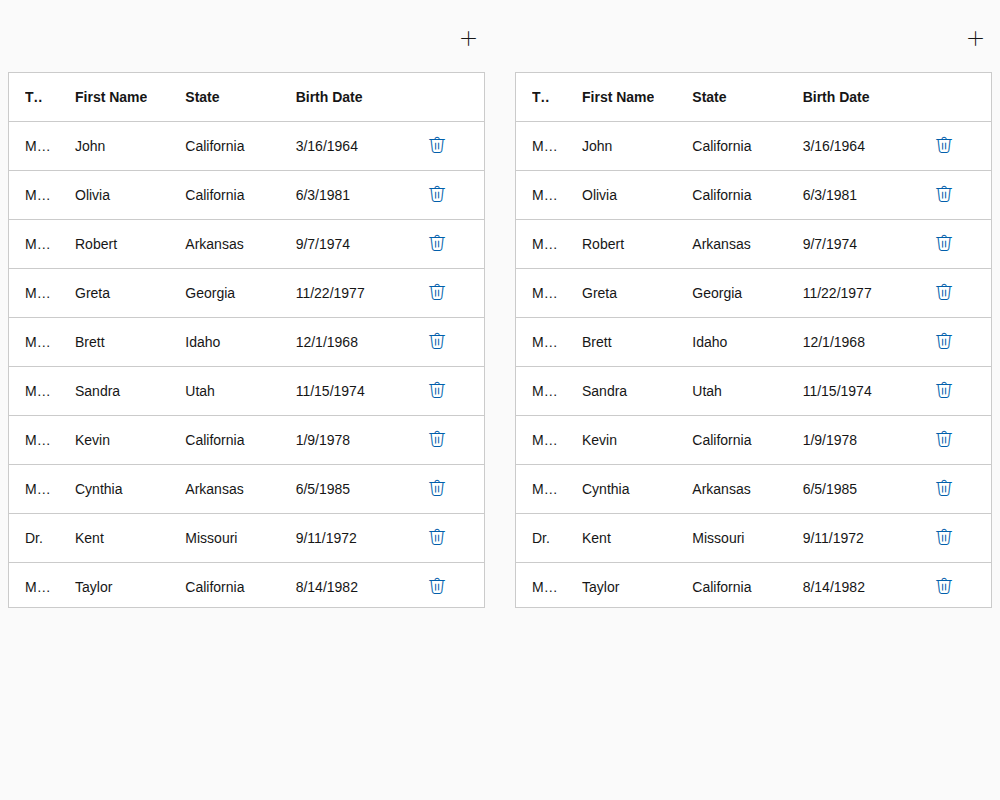 T.. First Name State Birth Date
M... John California 3/16/1964
M... Olivia California 6/3/1981
M... Robert Arkansas 9/7/1974
M... Greta Georgia 11/22/1977
M... Brett Idaho 12/1/1968
M... Sandra Utah 11/15/1974
M... Kevin California 1/9/1978
M... Cynthia Arkansas 6/5/1985
Dr. Kent Missouri 9/11/1972
M... Taylor California 8/14/1982
T.. First Name State Birth Date
M... John California 3/16/1964
M... Olivia California 6/3/1981
M... Robert Arkansas 9/7/1974
M... Greta Georgia 11/22/1977
M... Brett Idaho 12/1/1968
M... Sandra Utah 11/15/1974
M... Kevin California 1/9/1978
M... Cynthia Arkansas 6/5/1985
Dr. Kent Missouri 9/11/1972
M... Taylor California 8/14/1982